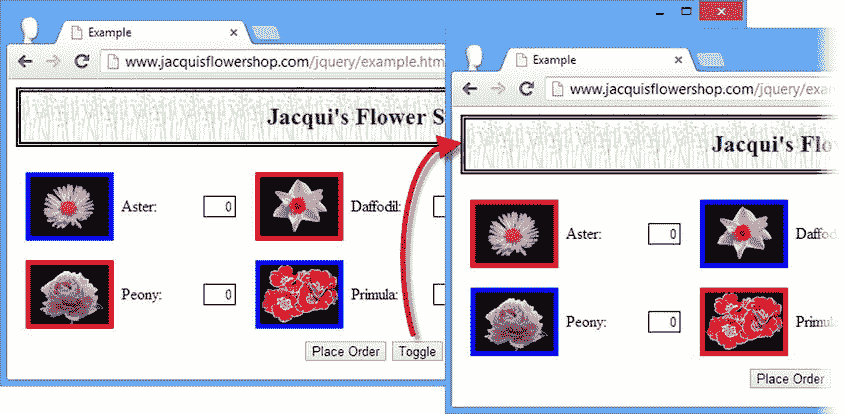 Example
www.jacquisflowershop.com/jquery/example.htm
Jacqui's Flower S
Aster: 0
Daffodil:
Peony: 0
Primula:
Place Order Toggle
Example
www.jacquisflowershop.com/jquery/exa
Jacqui's Flo
Aster: 0
Daffod
Peony: 0
Primul
Place Order